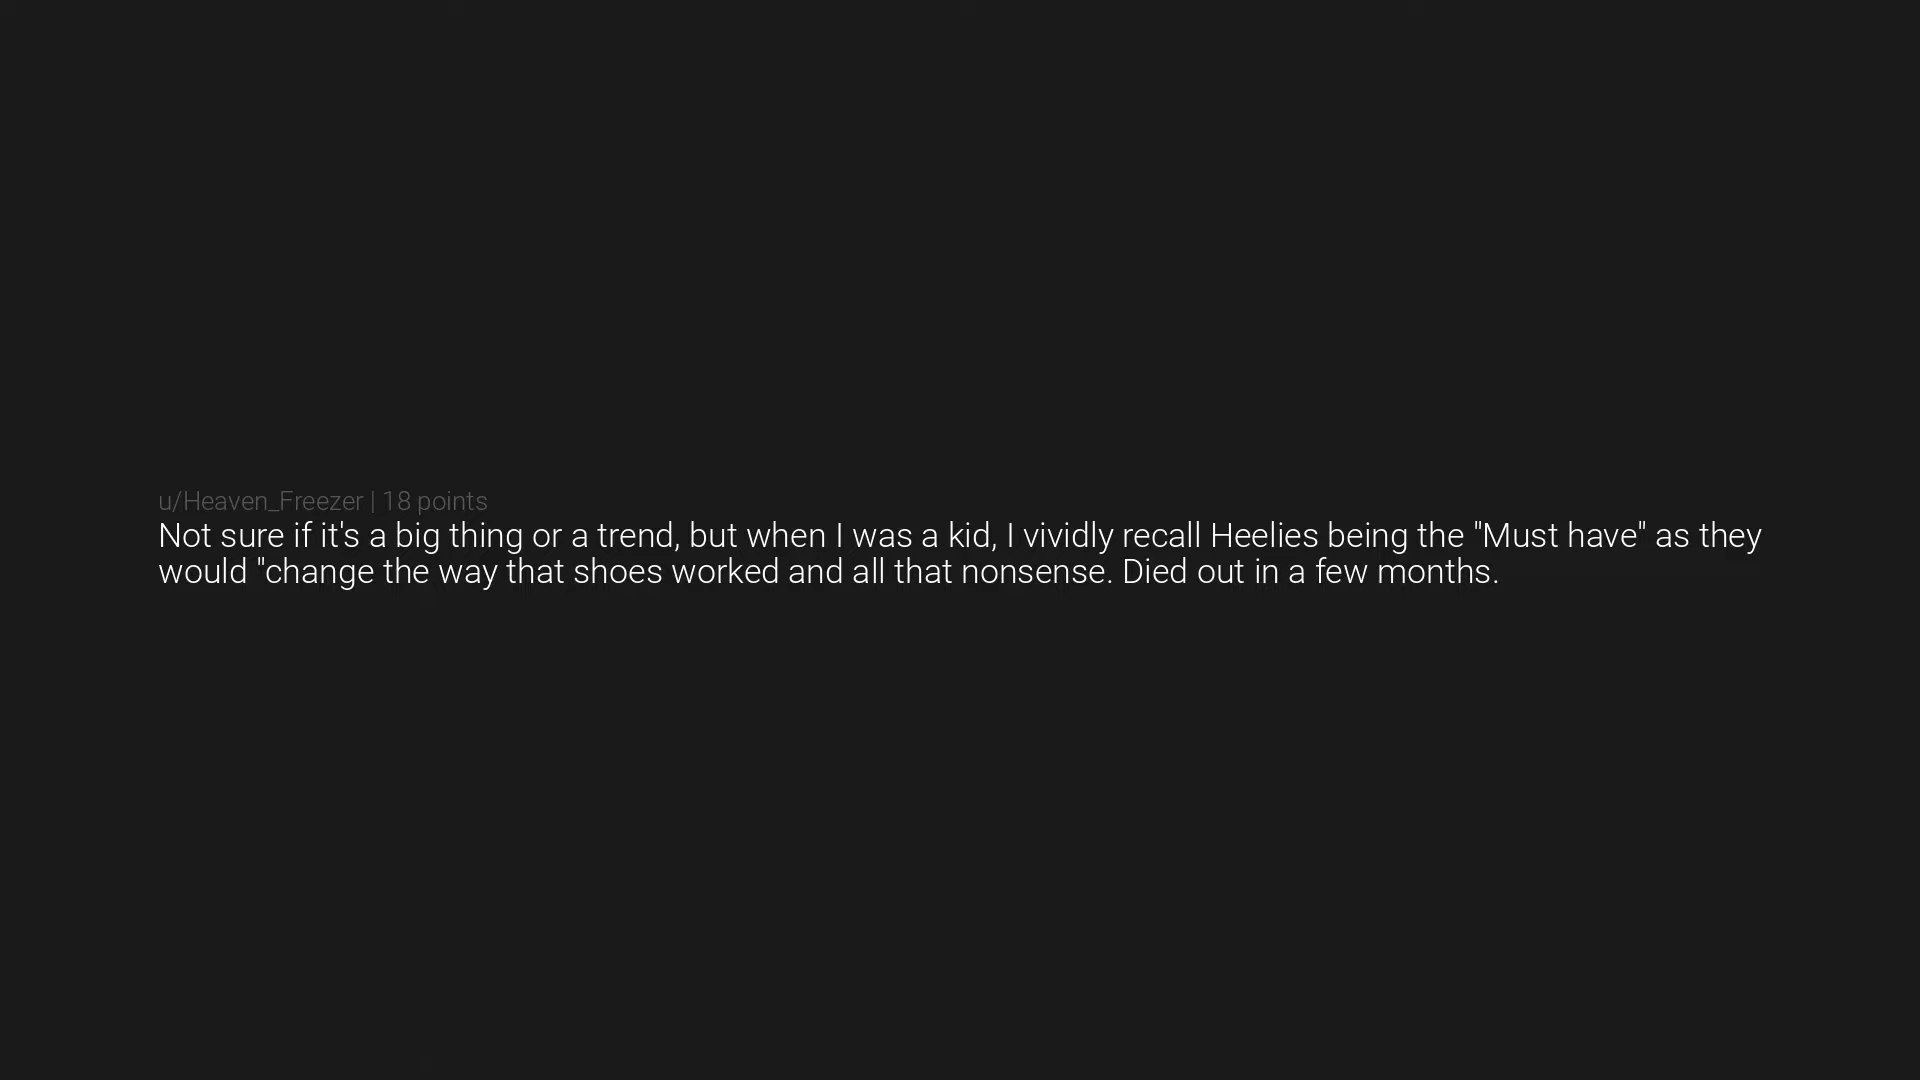 u/Heaven_Freezer | 18 points
Not sure if it's a big thing or a trend, but when I was a kid, I vividly recall Heelies being the "Must have" as they
would "change the way that shoes worked and all that nonsense. Died out in a few months.